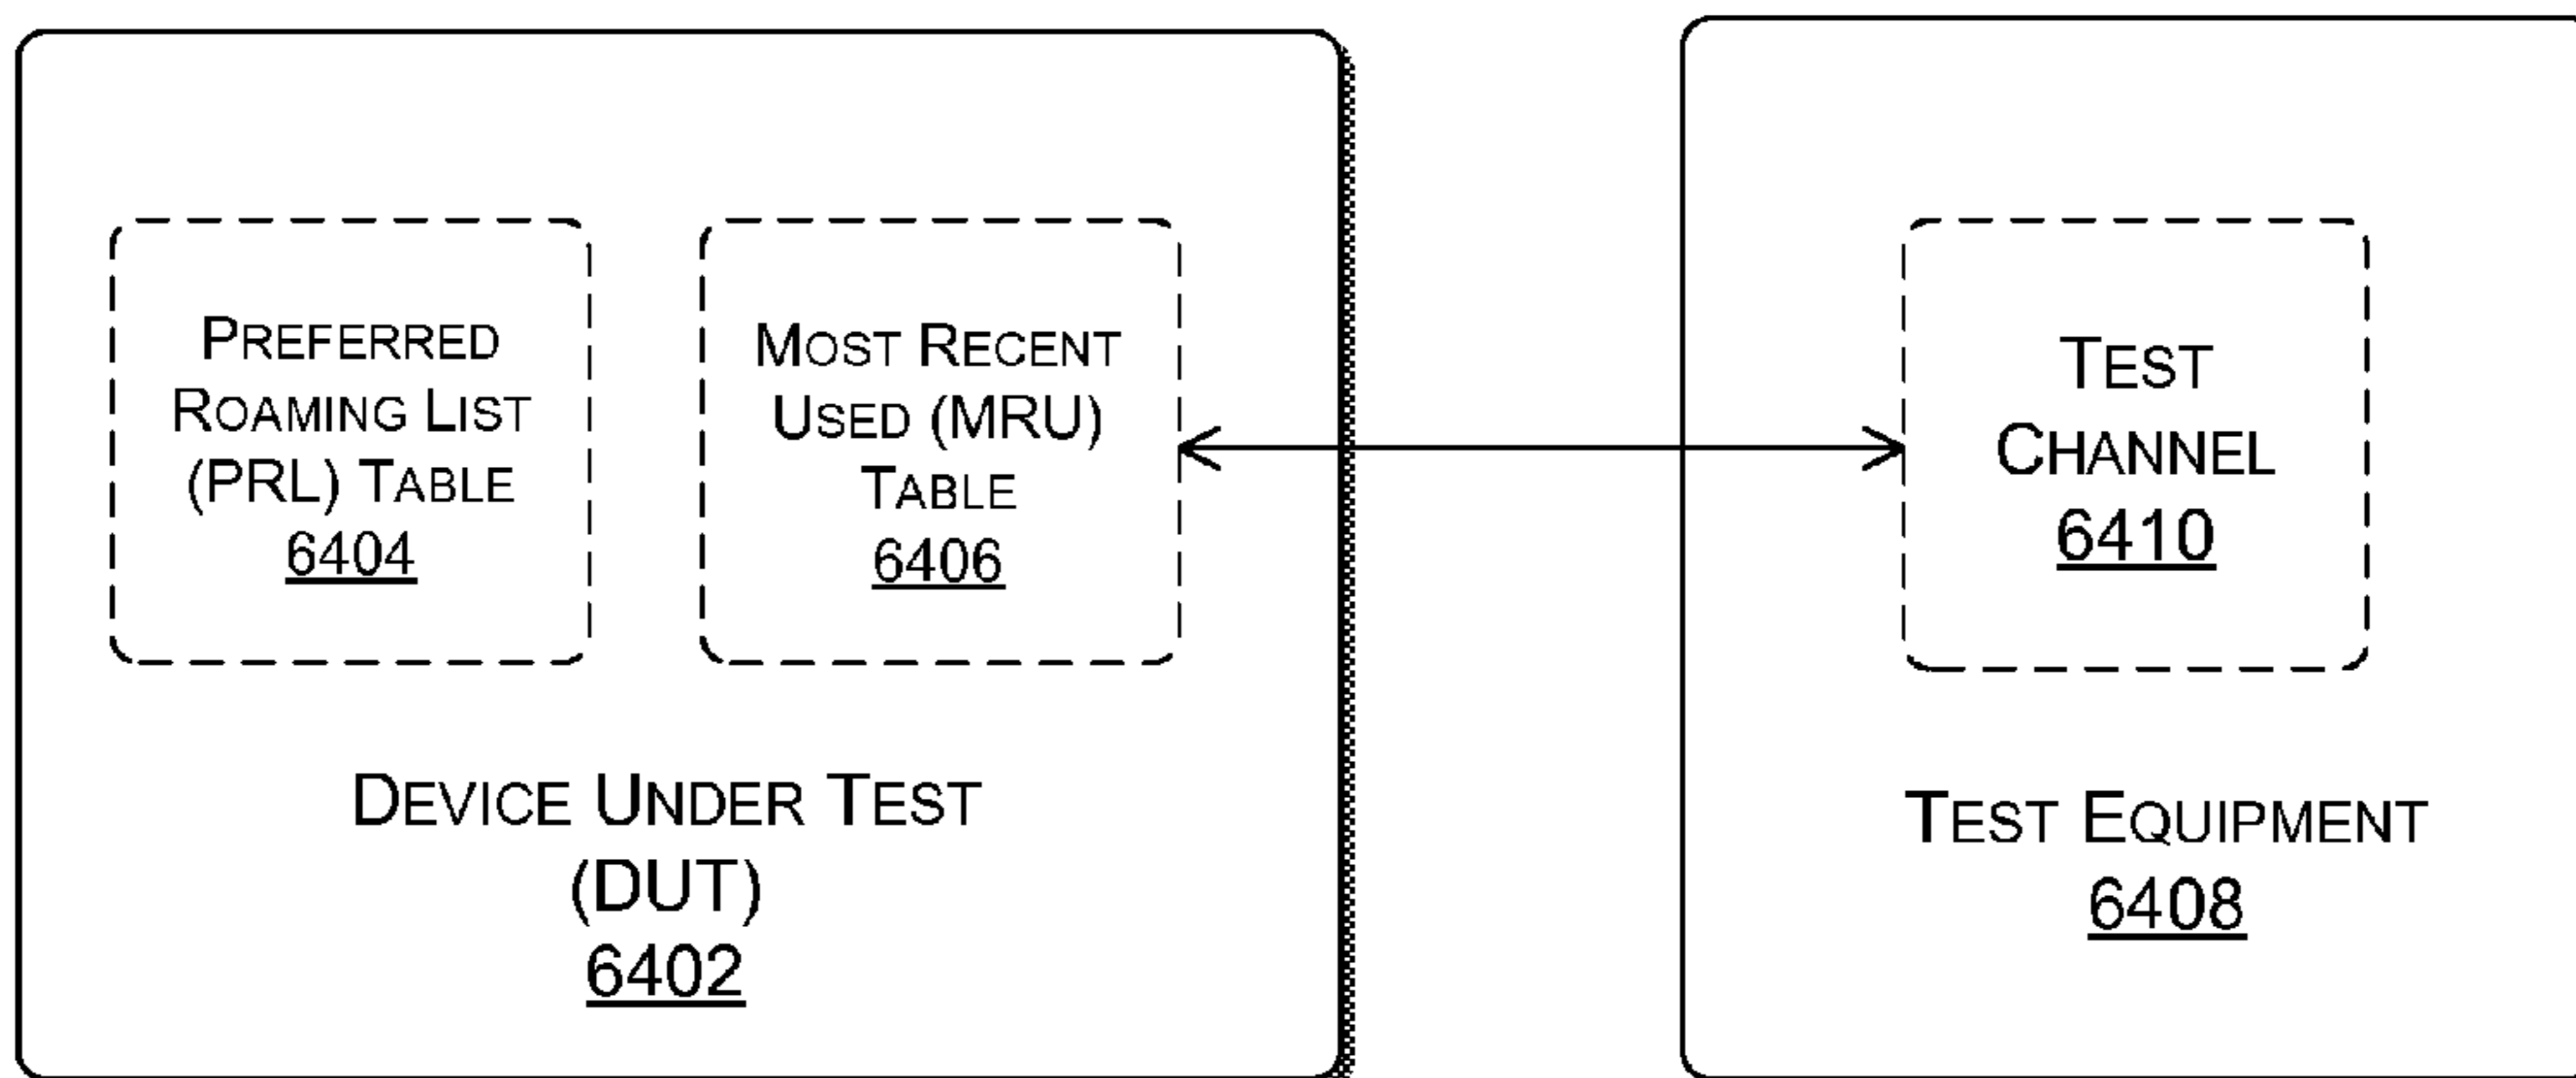 PREFERRED
ROAMING LIST
(PRL) TABLE
6404
MOST RECENT
USED (MRU)
TABLE
6406
DEVICE UNDER TEST
(DUT)
6402
TEST
CHANNEL
6410
TEST EQUIPMENT
6408